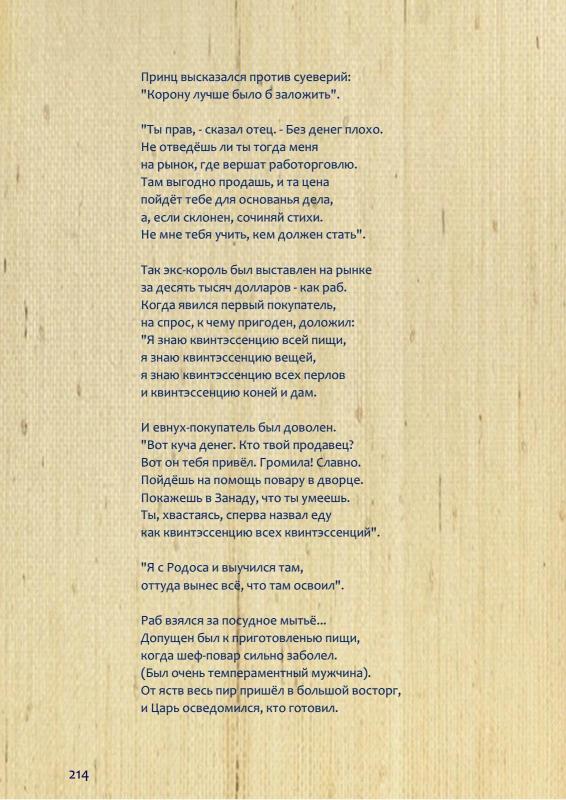 Принц высказался против суеверий:
"Корону лучше было б заложить".

"Ты прав, - сказал отец. - Без денег плохо.
Не отведёшь ли ты тогда меня
на рынок, где вершат работорговлю.
Там выгодно продашь, и та цена
пойдёт тебе для основанья дела,
а, если склонен, сочиняй стихи.
Не мне тебя учить, кем должен стать".

Так экс-король был выставлен на рынке
за десять тысяч долларов - как раб.
Когда явился первый покупатель,
на спрос, к чему пригоден, доложил:
"Я знаю квинтэссенцию всей пищи,
я знаю квинтэссенцию вещей,
я знаю квинтэссенцию всех перлов
и квинтэссенцию коней и дам.

И евнух-покупатель был доволен.
"Вот куча денег. Кто твой продавец?
Вот он тебя привёл. Громила! Славно.
Пойдёшь на помощь повару в дворце.
Покажешь в Занаду, что ты умеешь.
Ты, хвастаясь, сперва назвал еду
как квинтэссенцию всех квинтэссенций".

"Я с Родоса и выучился там,
оттуда вынес всё, что там освоил".

Раб взялся за посудное мытьё...
Допущен был к приготовленью пищи,
когда шеф-повар сильно заболел.
(Был очень темпераментный мужчина).
От яств весь пир пришёл в большой восторг,
и Царь осведомился, кто готовил.

214